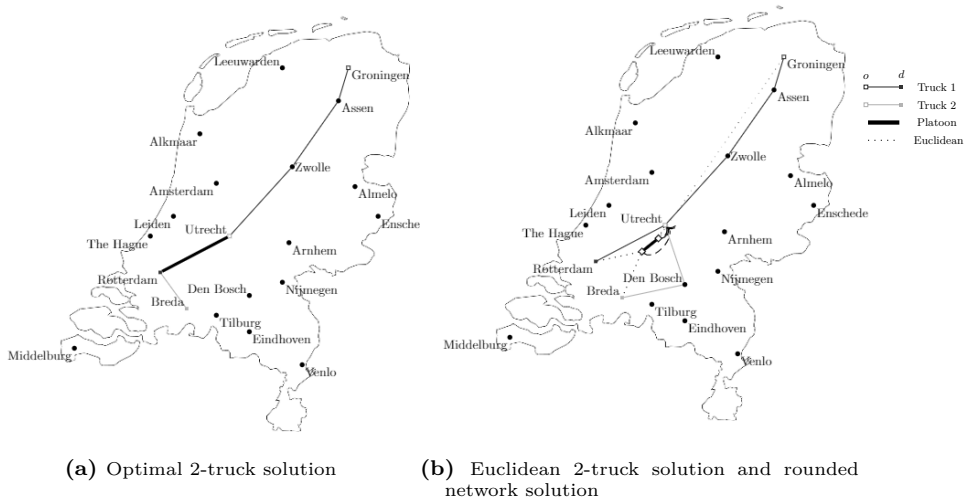 Leeuwarden
Groningen
Assen
Alkmaar
Zwolle
Amsterdam
Almelo
Leiden
Utrecht
Ensche
The Hague
Arnhem
Rotterdam
Den Bosch
Nijmegen
Breda
Tilburg
Eindhoven
Middelburg
Venlo
(a) Optimal 2-truck solution
Leeuwarden
Groningen
Assen
Alkmaar
Zwolle
Amsterdam
Almelo
Leiden
Utrecht
Enschede
The Hague
Arnhem
Rotterdam
Den Bosch
Nijmegen
Breda
Tilburg
Eindhoven
Middelburg
Venlo
o d
Truck 1
Truck 2
Platoon
Euclidean
(b) Euclidean 2-truck solution and rounded
network solution